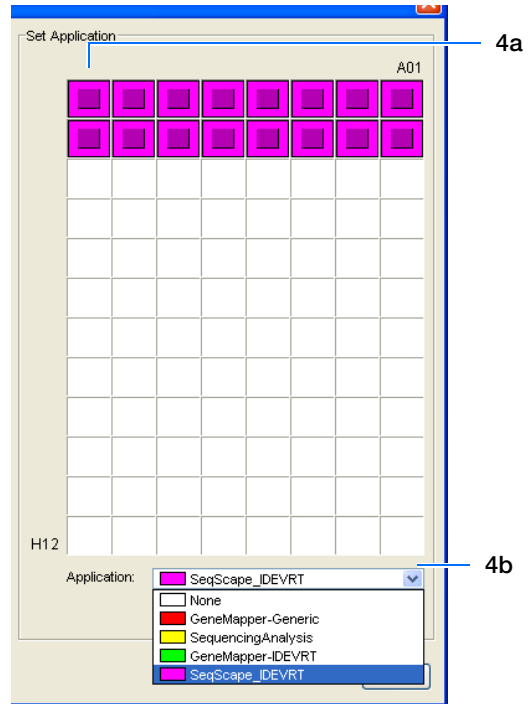 Set Application
4a
A01
H12
4b
Application: SeqScape_IDEVRT
None
GeneMapper-Generic
SequencingAnalysis
GeneMapper-IDEVRT
SeqScape_IDEVRT